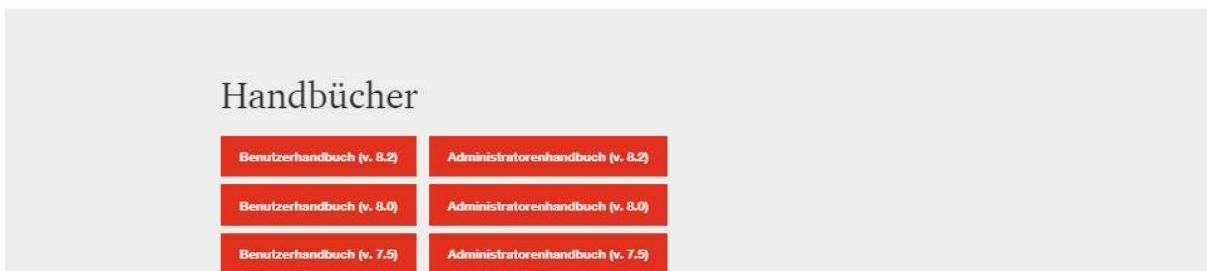 Handbücher
Benutzerhandbuch (v. 8.2) Administratorenhandbuch (v. 8.2)
Benutzerhandbuch (v. 8.0) Administratorenhandbuch (v. 8.0)
Benutzerhandbuch (v. 7.5) Administratorenhandbuch (v. 7.5)